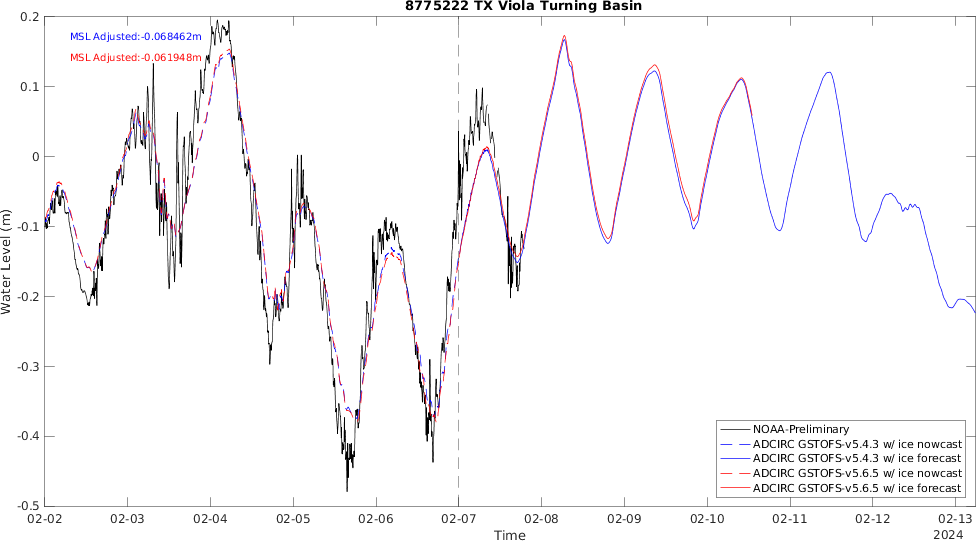 8775222 TX Viola Turning Basin
MSL Adjusted:-0.068462m
MSL Adjusted:-0.061948m
Water Level (m)
0.2
0.1
0
-0.1
-0.2
-0.3
-0.4
-0.5
NOAA-Preliminary
ADCIRC GSTOFS-v5.4.3 w/ ice nowcast
ADCIRC GSTOFS-v5.4.3 w/ ice forecast
ADCIRC GSTOFS-v5.6.5 w/ ice nowcast
ADCIRC GSTOFS-v5.6.5 w/ ice forecast
02-02 02-03 02-04 02-05 02-06 02-07 02-08 02-09 02-10 02-11 02-12 02-13
Time
2024